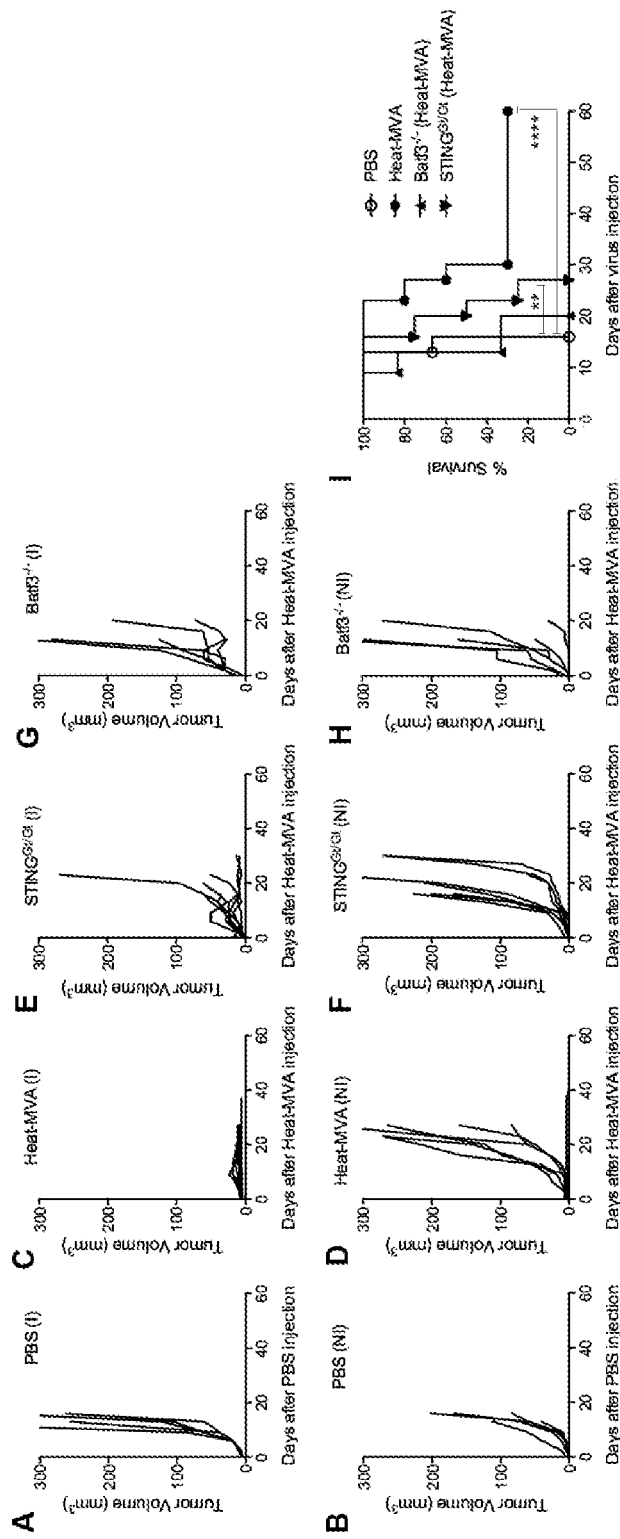 A
PBS (I)
Tumor Volume (mm³)
300
200
100
0
0 20 40 60
Days after PBS injection
C
Heat-MVA (I)
Tumor Volume (mm³)
300
200
100
0
0 20 40 60
Days after Heat-MVA injection
E
STING^Gt/Gt (I)
Tumor Volume (mm³)
300
200
100
0
0 20 40 60
Days after Heat-MVA injection
G
Batf3^-/- (I)
Tumor Volume (mm³)
300
200
100
0
0 20 40 60
Days after Heat-MVA injection
B
PBS (NI)
Tumor Volume (mm³)
300
200
100
0
0 20 40 60
Days after PBS injection
D
Heat-MVA (NI)
Tumor Volume (mm³)
300
200
100
0
0 20 40 60
Days after Heat-MVA injection
F
STING^Gt/Gt (NI)
Tumor Volume (mm³)
300
200
100
0
0 20 40 60
Days after Heat-MVA injection
H
Batf3^-/- (NI)
Tumor Volume (mm³)
300
200
100
0
0 20 40 60
Days after Heat-MVA injection
I
% Survival
100
80
60
40
20
0
0 10 20 30 40 50 60
Days after virus injection
PBS
Heat-MVA
Batf3^-/- (Heat-MVA)
STING^Gt/Gt (Heat-MVA)
**
****